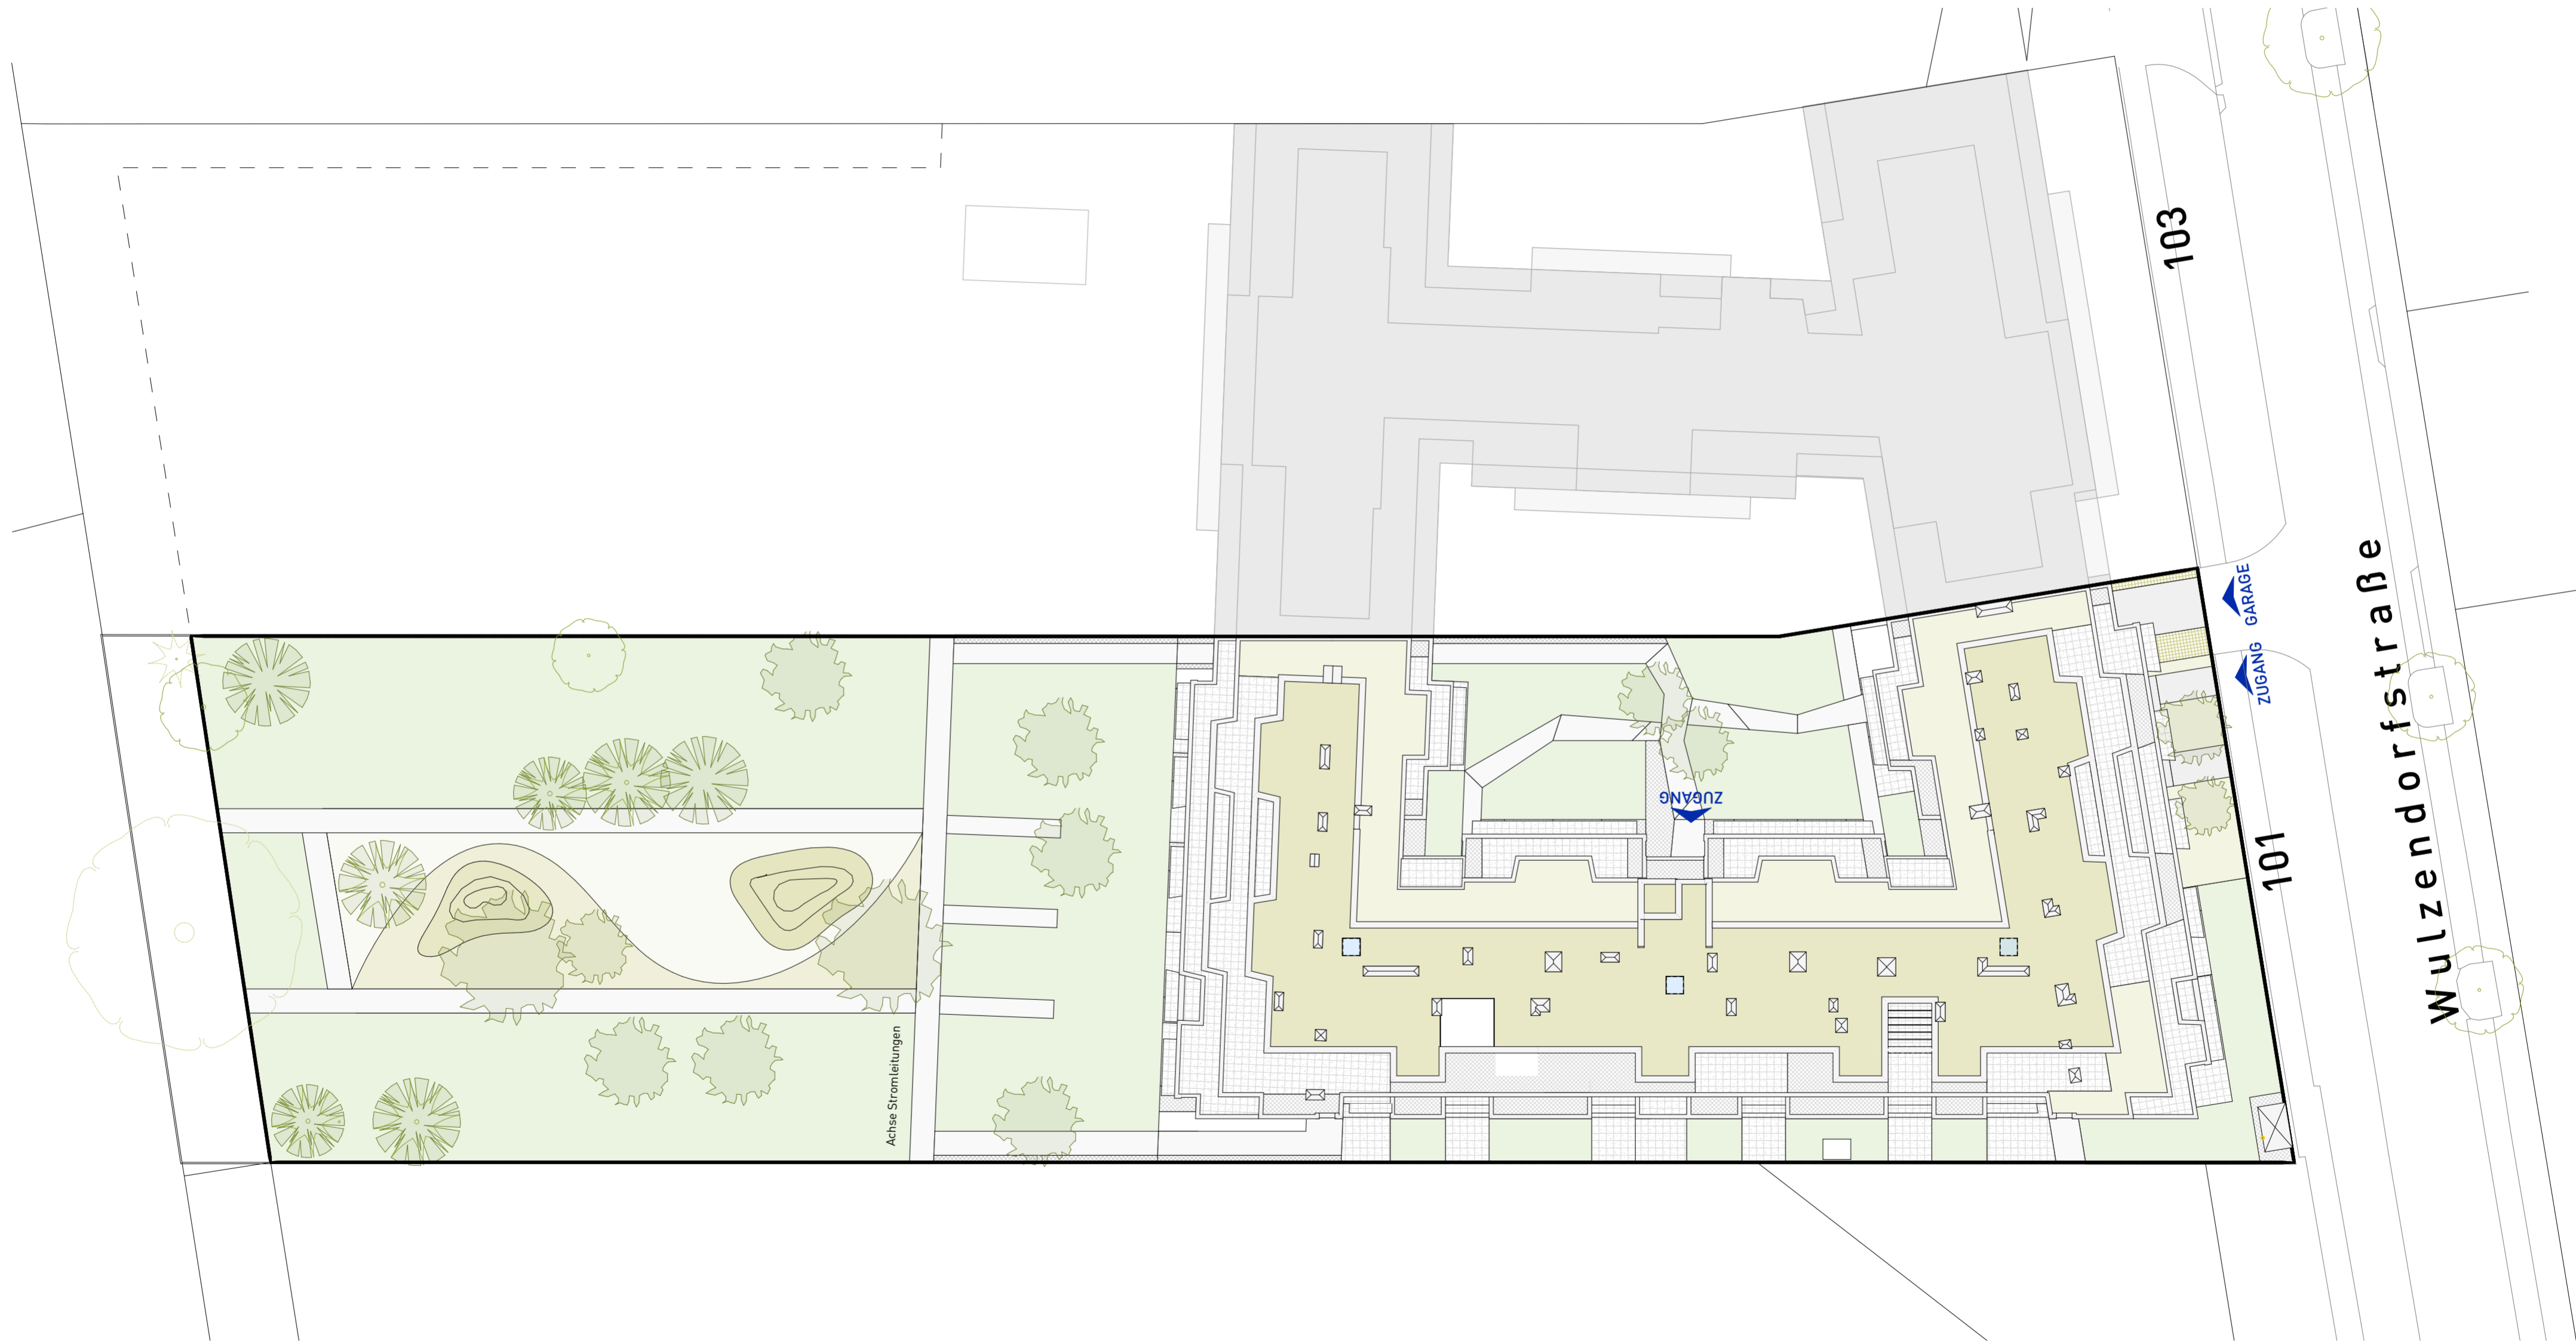 103
GARAGE
ZUGANG
Wulzendorfstraße
ZUGANG
101
Achse Stromleitungen